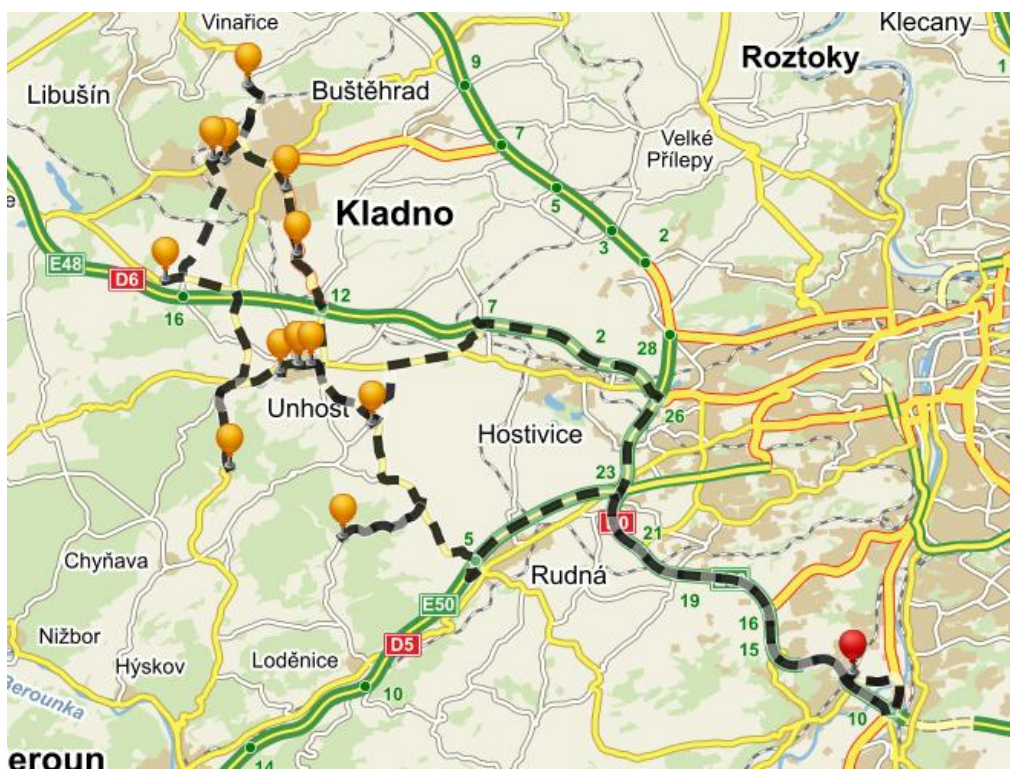 Vinařice
Klecany
9
Roztoky
1
Libušín
Buštěhrad
7
Velké
Přílepy
5
Kladno
3
2
E48
D6
16
12
7
2
28
Unhošť
26
Hostivice
23
21
Chyňava
5
Rudná
19
E50
16
Nižbor
D5
15
Hýskov
Loděnice
Berounka
10
10
eroun
14